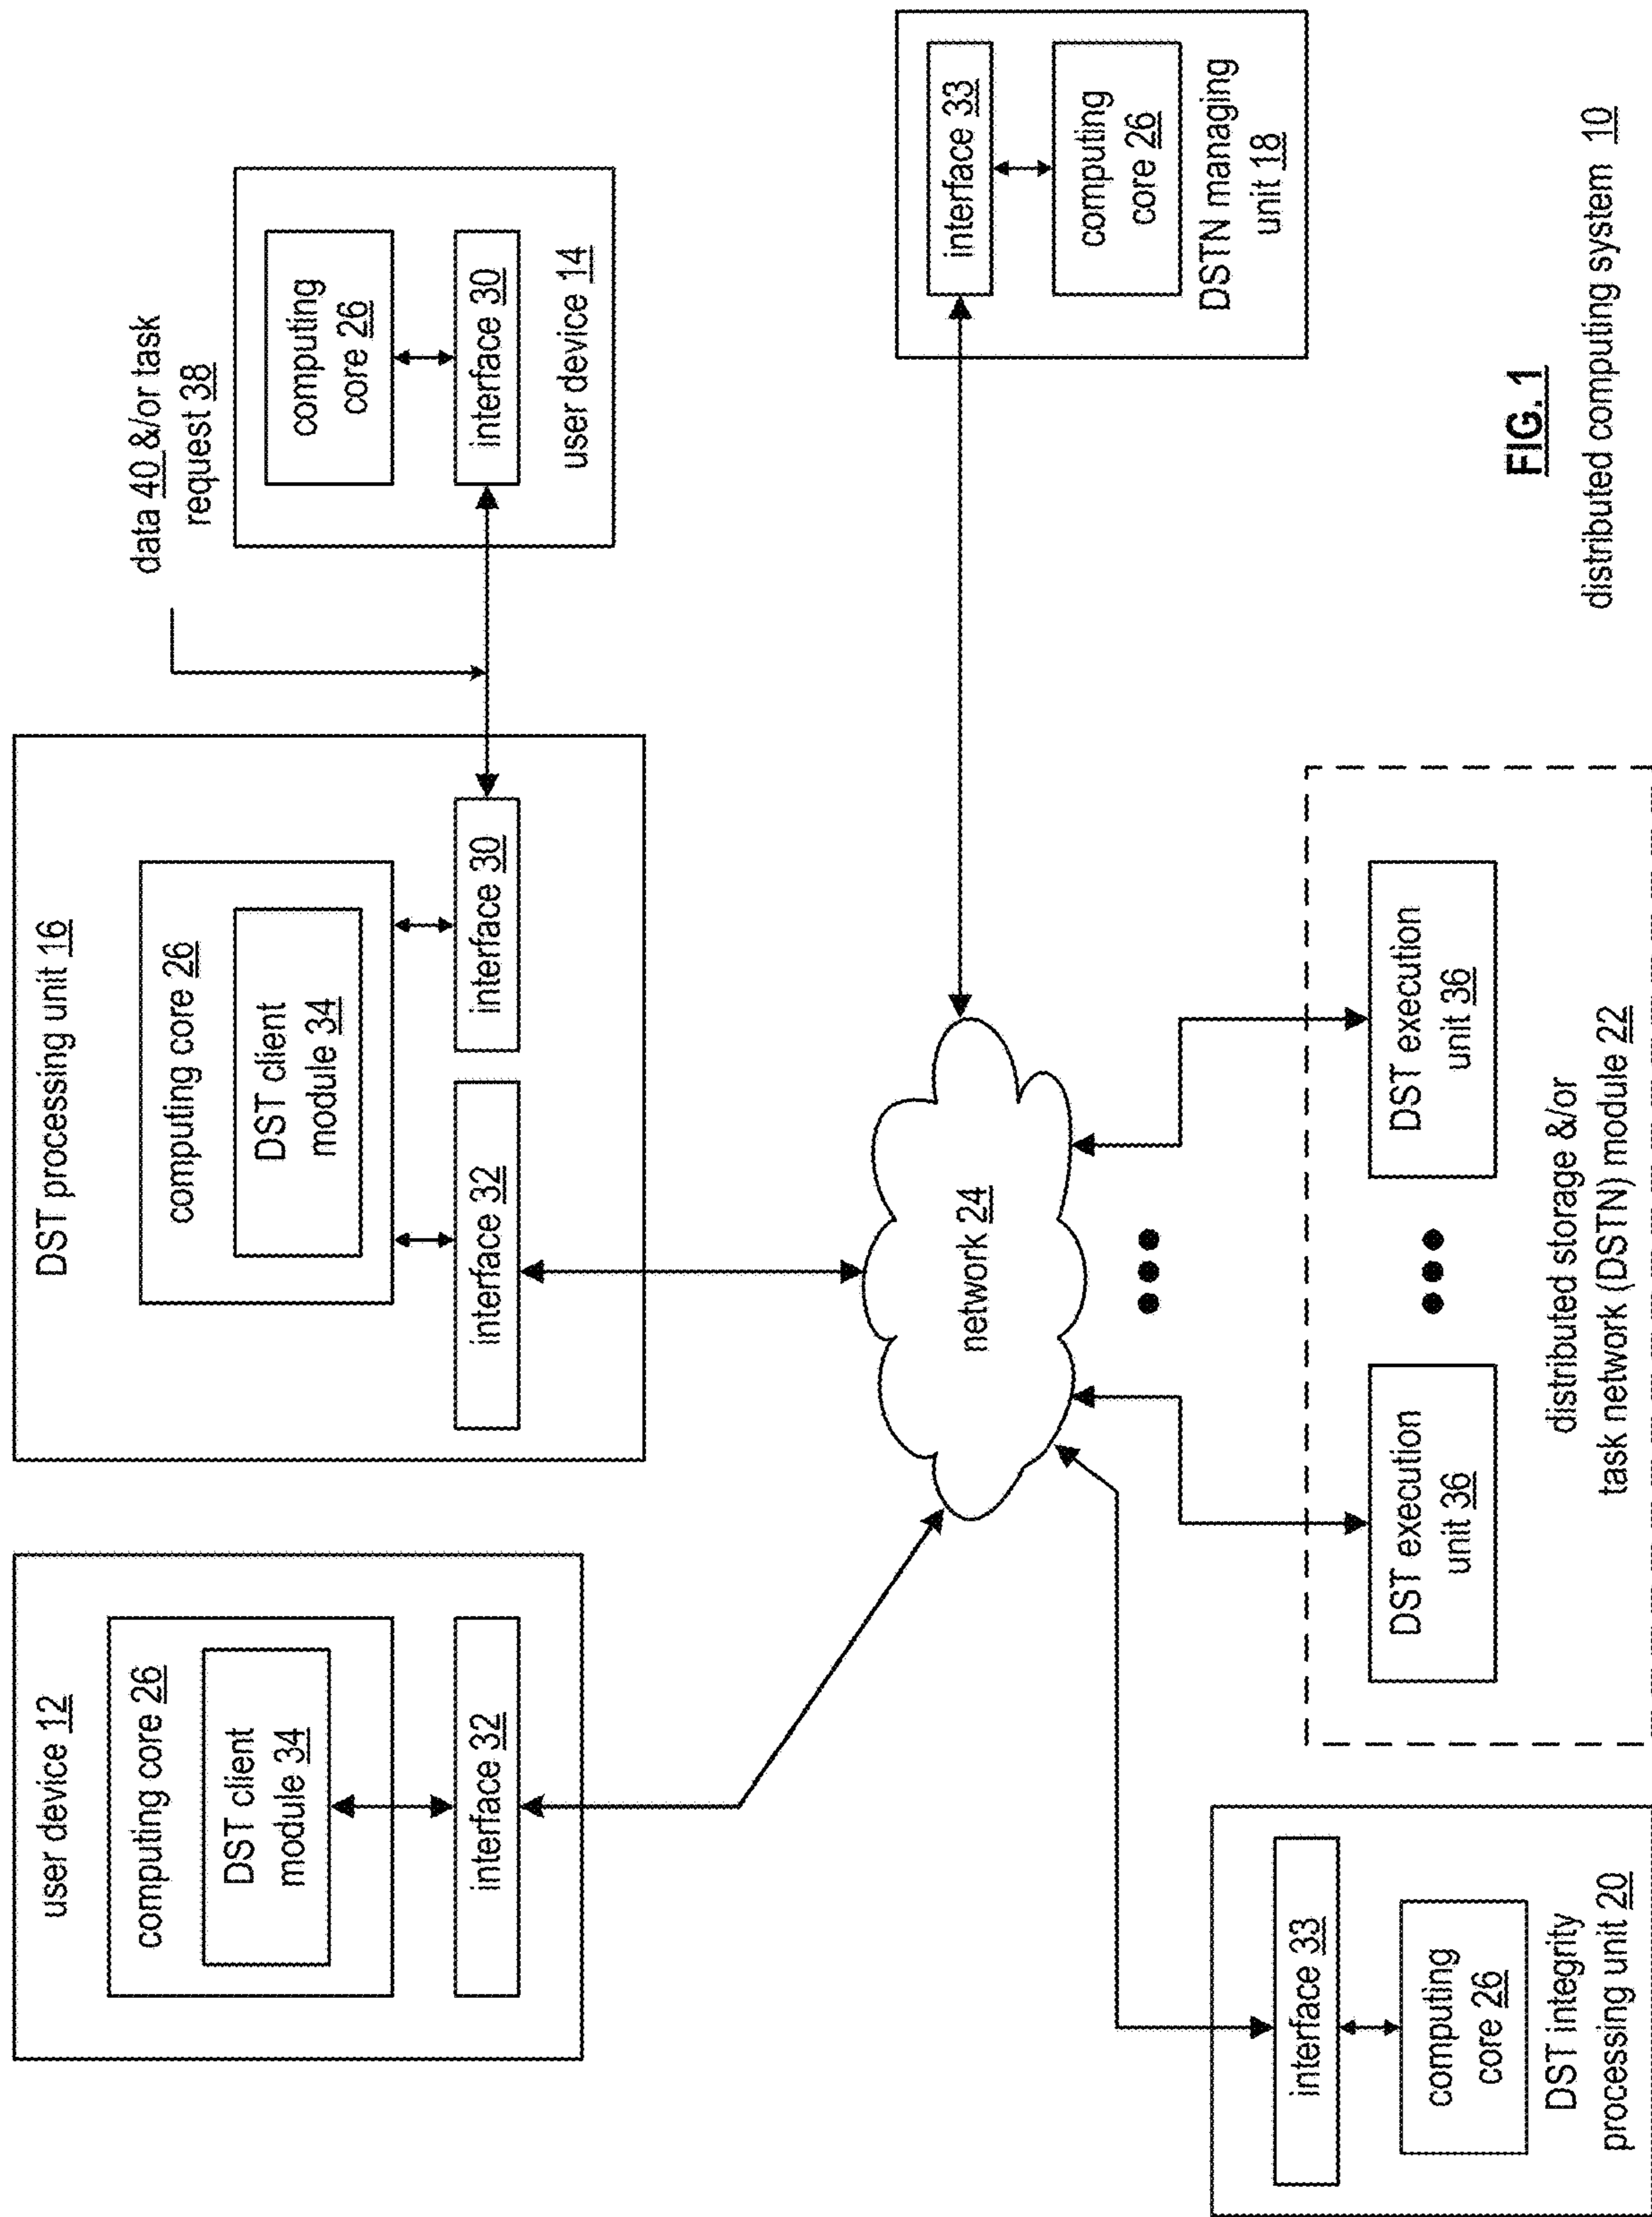 user device 12
computing core 26
DST client
module 34
interface 32
DST processing unit 16
computing core 26
DST client
module 34
interface 32
interface 30
data 40 &/or task
request 38
computing
core 26
interface 30
user device 14
network 24
interface 33
computing
core 26
DSTN managing
unit 18
interface 33
computing
core 26
DST integrity
processing unit 20
DST execution
unit 36
DST execution
unit 36
distributed storage &/or
task network (DSTN) module 22
FIG. 1
distributed computing system 10